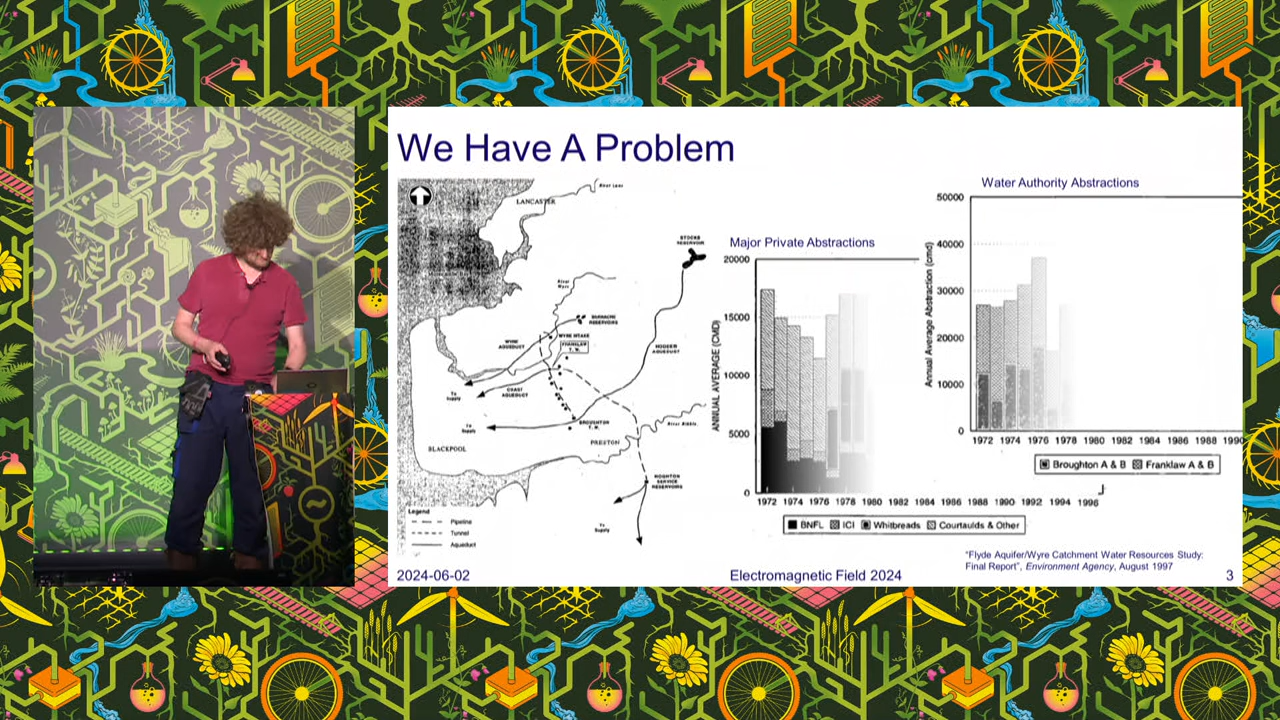 We Have A Problem
River Lune
LANCASTER
STOCKS
RESERVOIR
River
Wyre
BARNACRE
RESERVOIRS
WYRE INTAKE
FRANKLAW
T.W.
WYRE
AQUEDUCT
HODDER
AQUEDUCT
To
Supply
COAST
AQUEDUCT
To
Supply
BROUGHTON
T.W.
River Ribble
PRESTON
BLACKPOOL
HOGHTON
SERVICE
RESERVOIRS
To
Supply
Legend
Pipeline
Tunnel
Aqueduct
Major Private Abstractions
ANNUAL AVERAGE (CMD)
20000
15000
10000
5000
0
1972 1974 1976 1978 1980 1982 1984 1986 1988 1990 1992 1994 1996
BNFL ICI Whitbreads Courtaulds & Other
Water Authority Abstractions
Annual Average Abstraction (cmd)
50000
40000
30000
20000
10000
0
1972 1974 1976 1978 1980 1982 1984 1986 1988 1990
Broughton A & B Franklaw A & B
"Flyde Aquifer/Wyre Catchment Water Resources Study:
Final Report", Environment Agency, August 1997
2024-06-02
Electromagnetic Field 2024
3